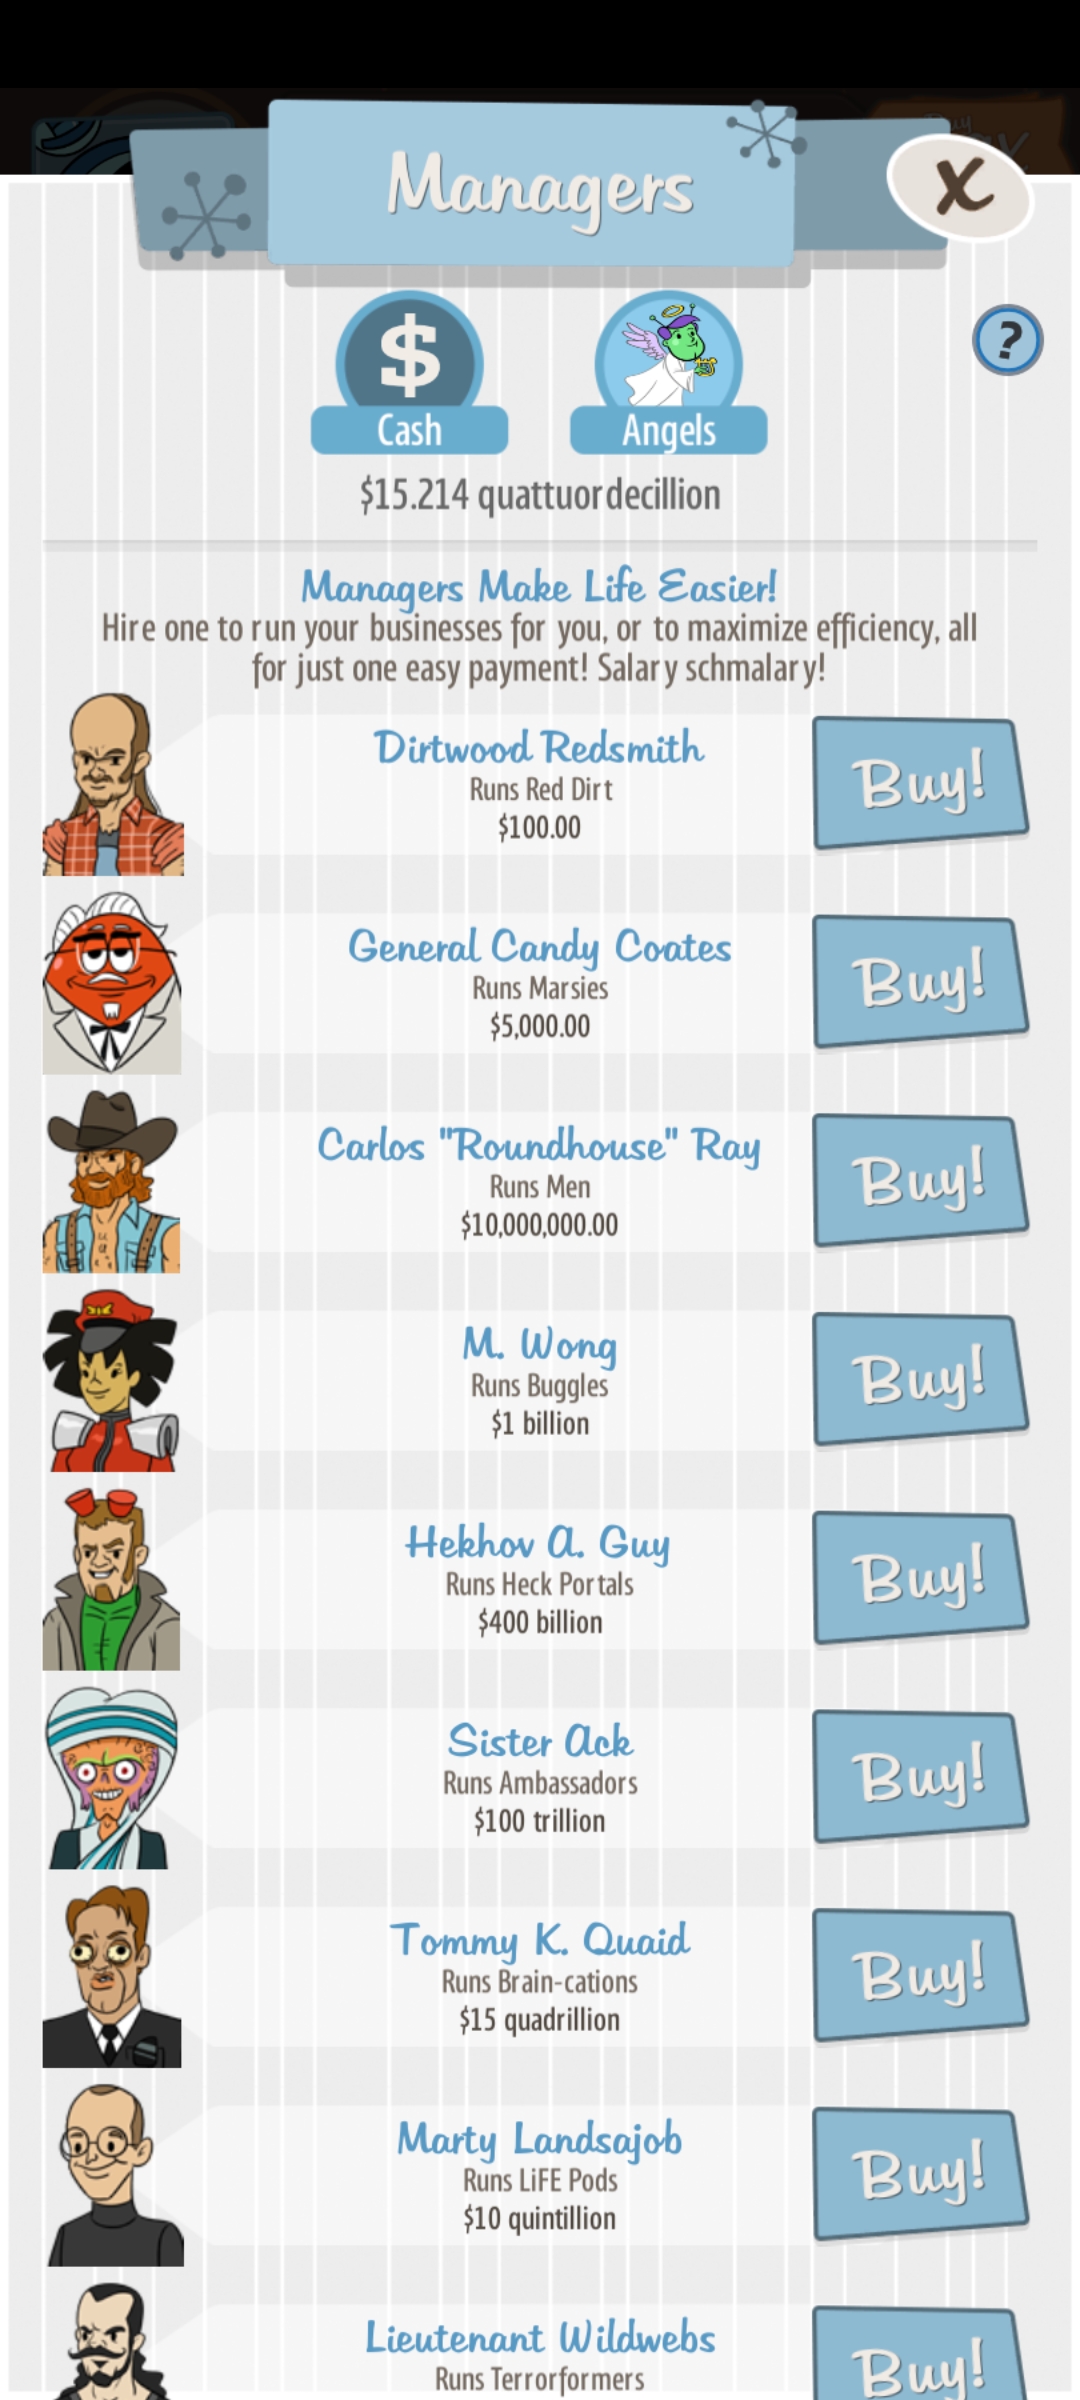 Managers
X
$
?
Cash
Angels
$15.214 quattuordecillion
Managers Make Life Easier!
Hire one to run your businesses for you, or to maximize efficiency, all
for just one easy payment! Salary schmalary!
Dirtwood Redsmith
Runs Red Dirt
$100.00
Buy!
General Candy Coates
Runs Marsies
$5,000.00
Buy!
Carlos "Roundhouse" Ray
Runs Men
$10,000,000.00
Buy!
M. Wong
Runs Buggles
$1 billion
Buy!
Hekhov A. Guy
Runs Heck Portals
$400 billion
Buy!
Sister Ack
Runs Ambassadors
$100 trillion
Buy!
Tommy K. Quaid
Runs Brain-cations
$15 quadrillion
Buy!
Marty Landsajob
Runs LiFE Pods
$10 quintillion
Buy!
Lieutenant Wildwebs
Runs Terrorformers
Buy!